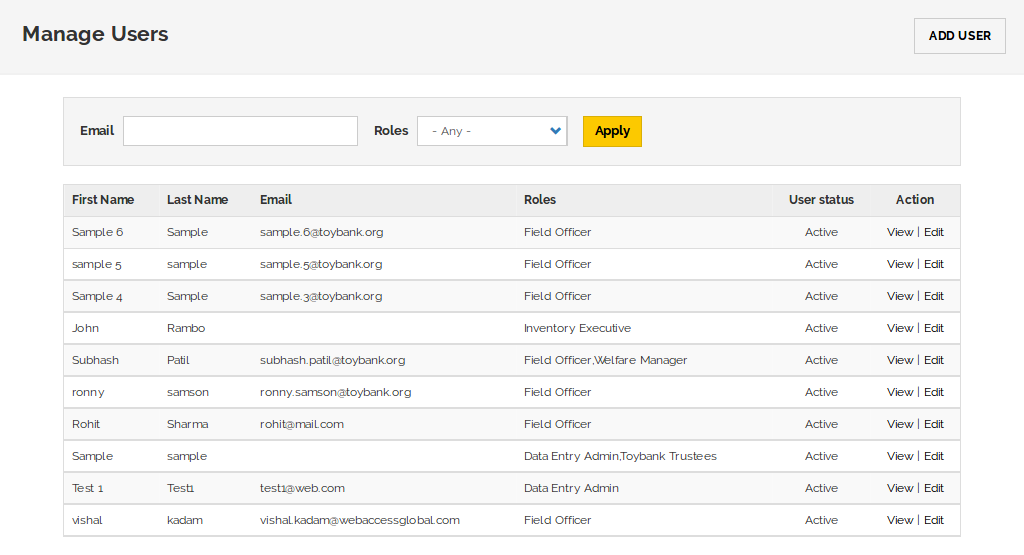 Manage Users ADD USER
Email Roles - Any - Apply
First Name Last Name Email Roles User status Action
Sample 6 Sample sample.6@toybank.org Field Officer Active View | Edit
sample 5 sample sample.5@toybank.org Field Officer Active View | Edit
Sample 4 Sample sample.3@toybank.org Field Officer Active View | Edit
John Rambo Inventory Executive Active View | Edit
Subhash Patil subhash.patil@toybank.org Field Officer,Welfare Manager Active View | Edit
ronny samson ronny.samson@toybank.org Field Officer Active View | Edit
Rohit Sharma rohit@mail.com Field Officer Active View | Edit
Sample sample Data Entry Admin,Toybank Trustees Active View | Edit
Test 1 Test1 test1@web.com Data Entry Admin Active View | Edit
vishal kadam vishal.kadam@webaccessglobal.com Field Officer Active View | Edit